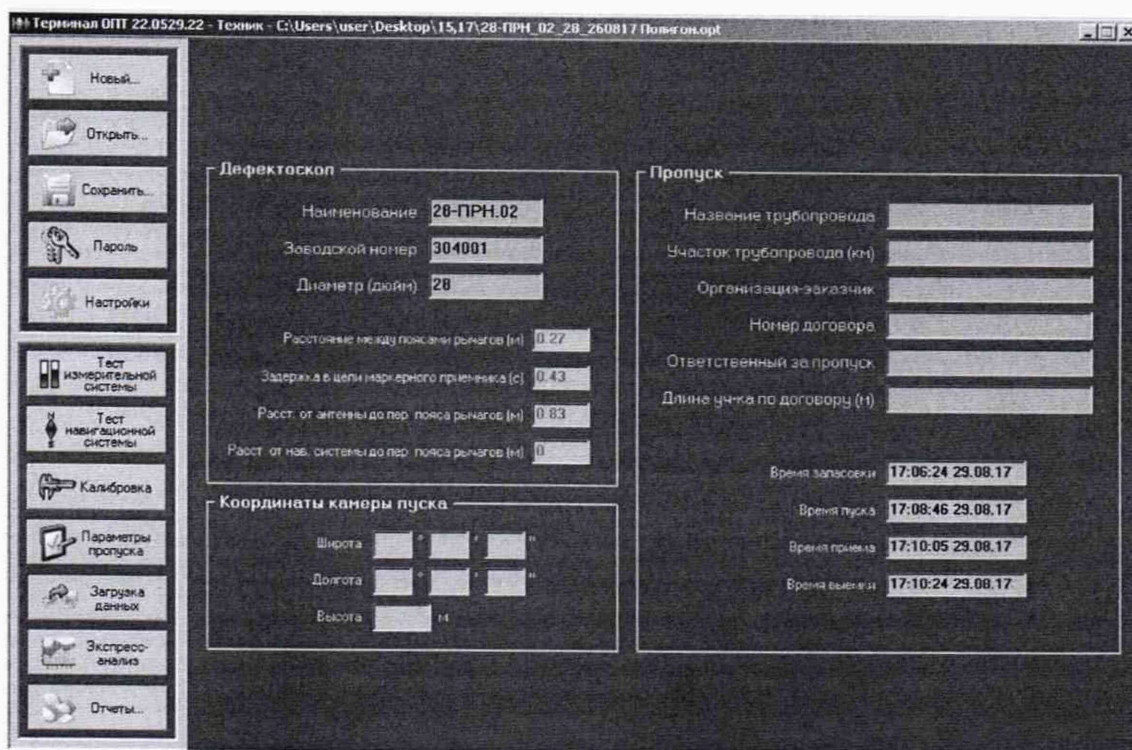 Терминал ОПТ 22.0529.22 - Техник - C:\Users\user\Desktop\15,17\28-ПРН_02_28_260817 Полигон.opt
Новый...
Открыть...
Сохранить...
Пароль
Настройки
Тест
измерительной
системы
Тест
навигационной
системы
Калибровка
Параметры
пропуска
Загрузка
данных
Экспресс-
анализ
Отчеты...
Дефектоскоп
Наименование 28-ПРН.02
Заводской номер 304001
Диаметр (дюйм) 28
Расстояние между поясами рычагов (м) 0.27
Задержка в цепи маркерного приемника (с) 0.43
Расст. от антенны до пер. пояса рычагов (м) 0.83
Расст. от нав. системы до пер. пояса рычагов (м) 0
Координаты камеры пуска
Широта ° ' "
Долгота ° ' "
Высота м
Пропуск
Название трубопровода
Участок трубопровода (км)
Организация-заказчик
Номер договора
Ответственный за пропуск
Длина уч-ка по договору (м)
Время запасовки 17:06:24 29.08.17
Время пуска 17:08:46 29.08.17
Время приема 17:10:05 29.08.17
Время выемки 17:10:24 29.08.17